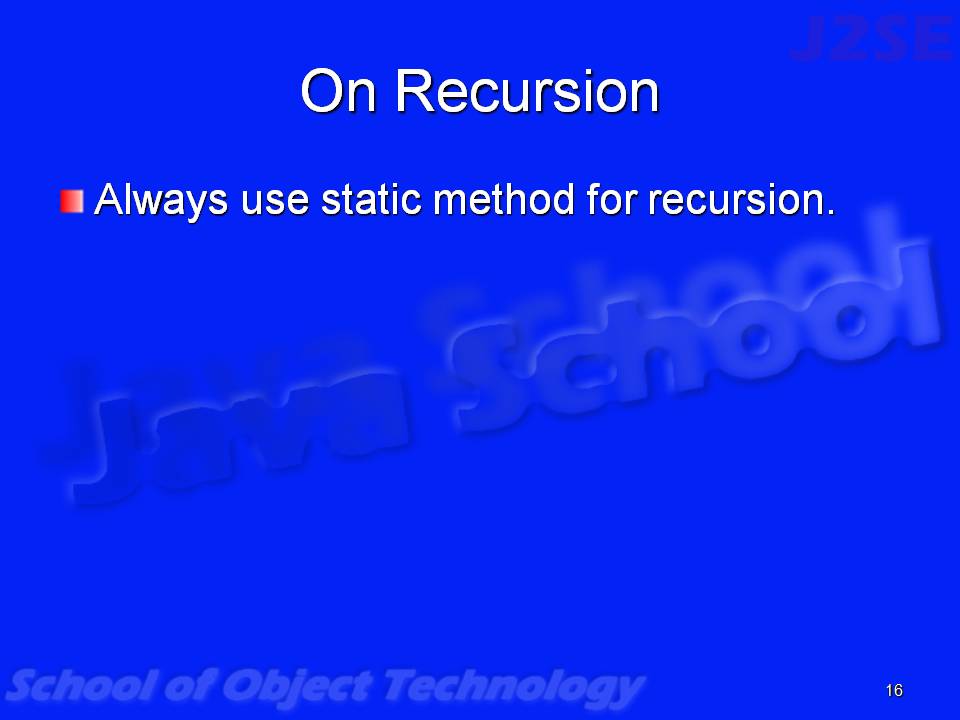 J2SE
On Recursion
Always use static method for recursion.
Java School
School of Object Technology
16